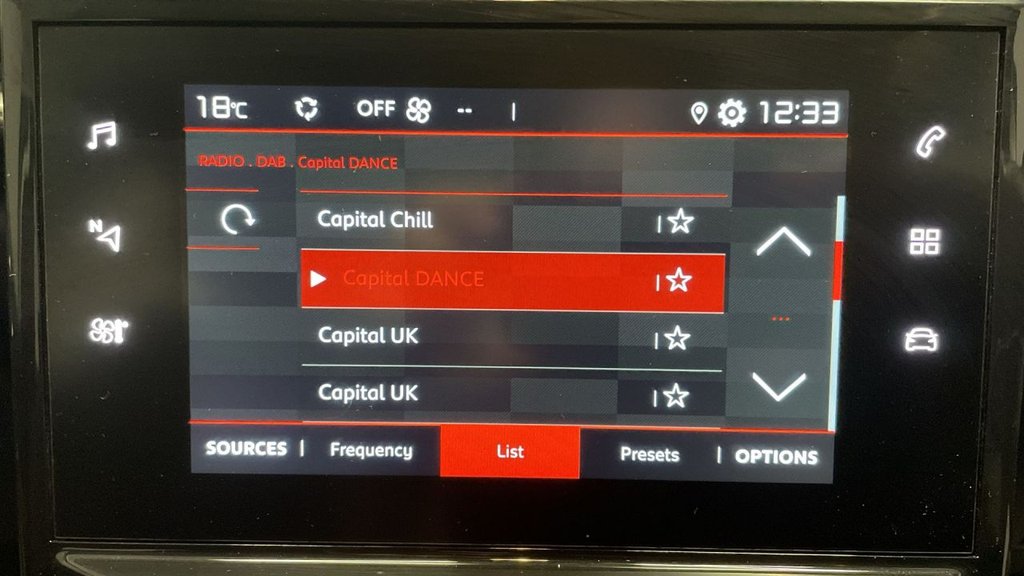 18°C OFF -- 12:33
RADIO . DAB . Capital DANCE
Capital Chill
N
Capital DANCE
Capital UK
Capital UK
SOURCES Frequency List Presets OPTIONS